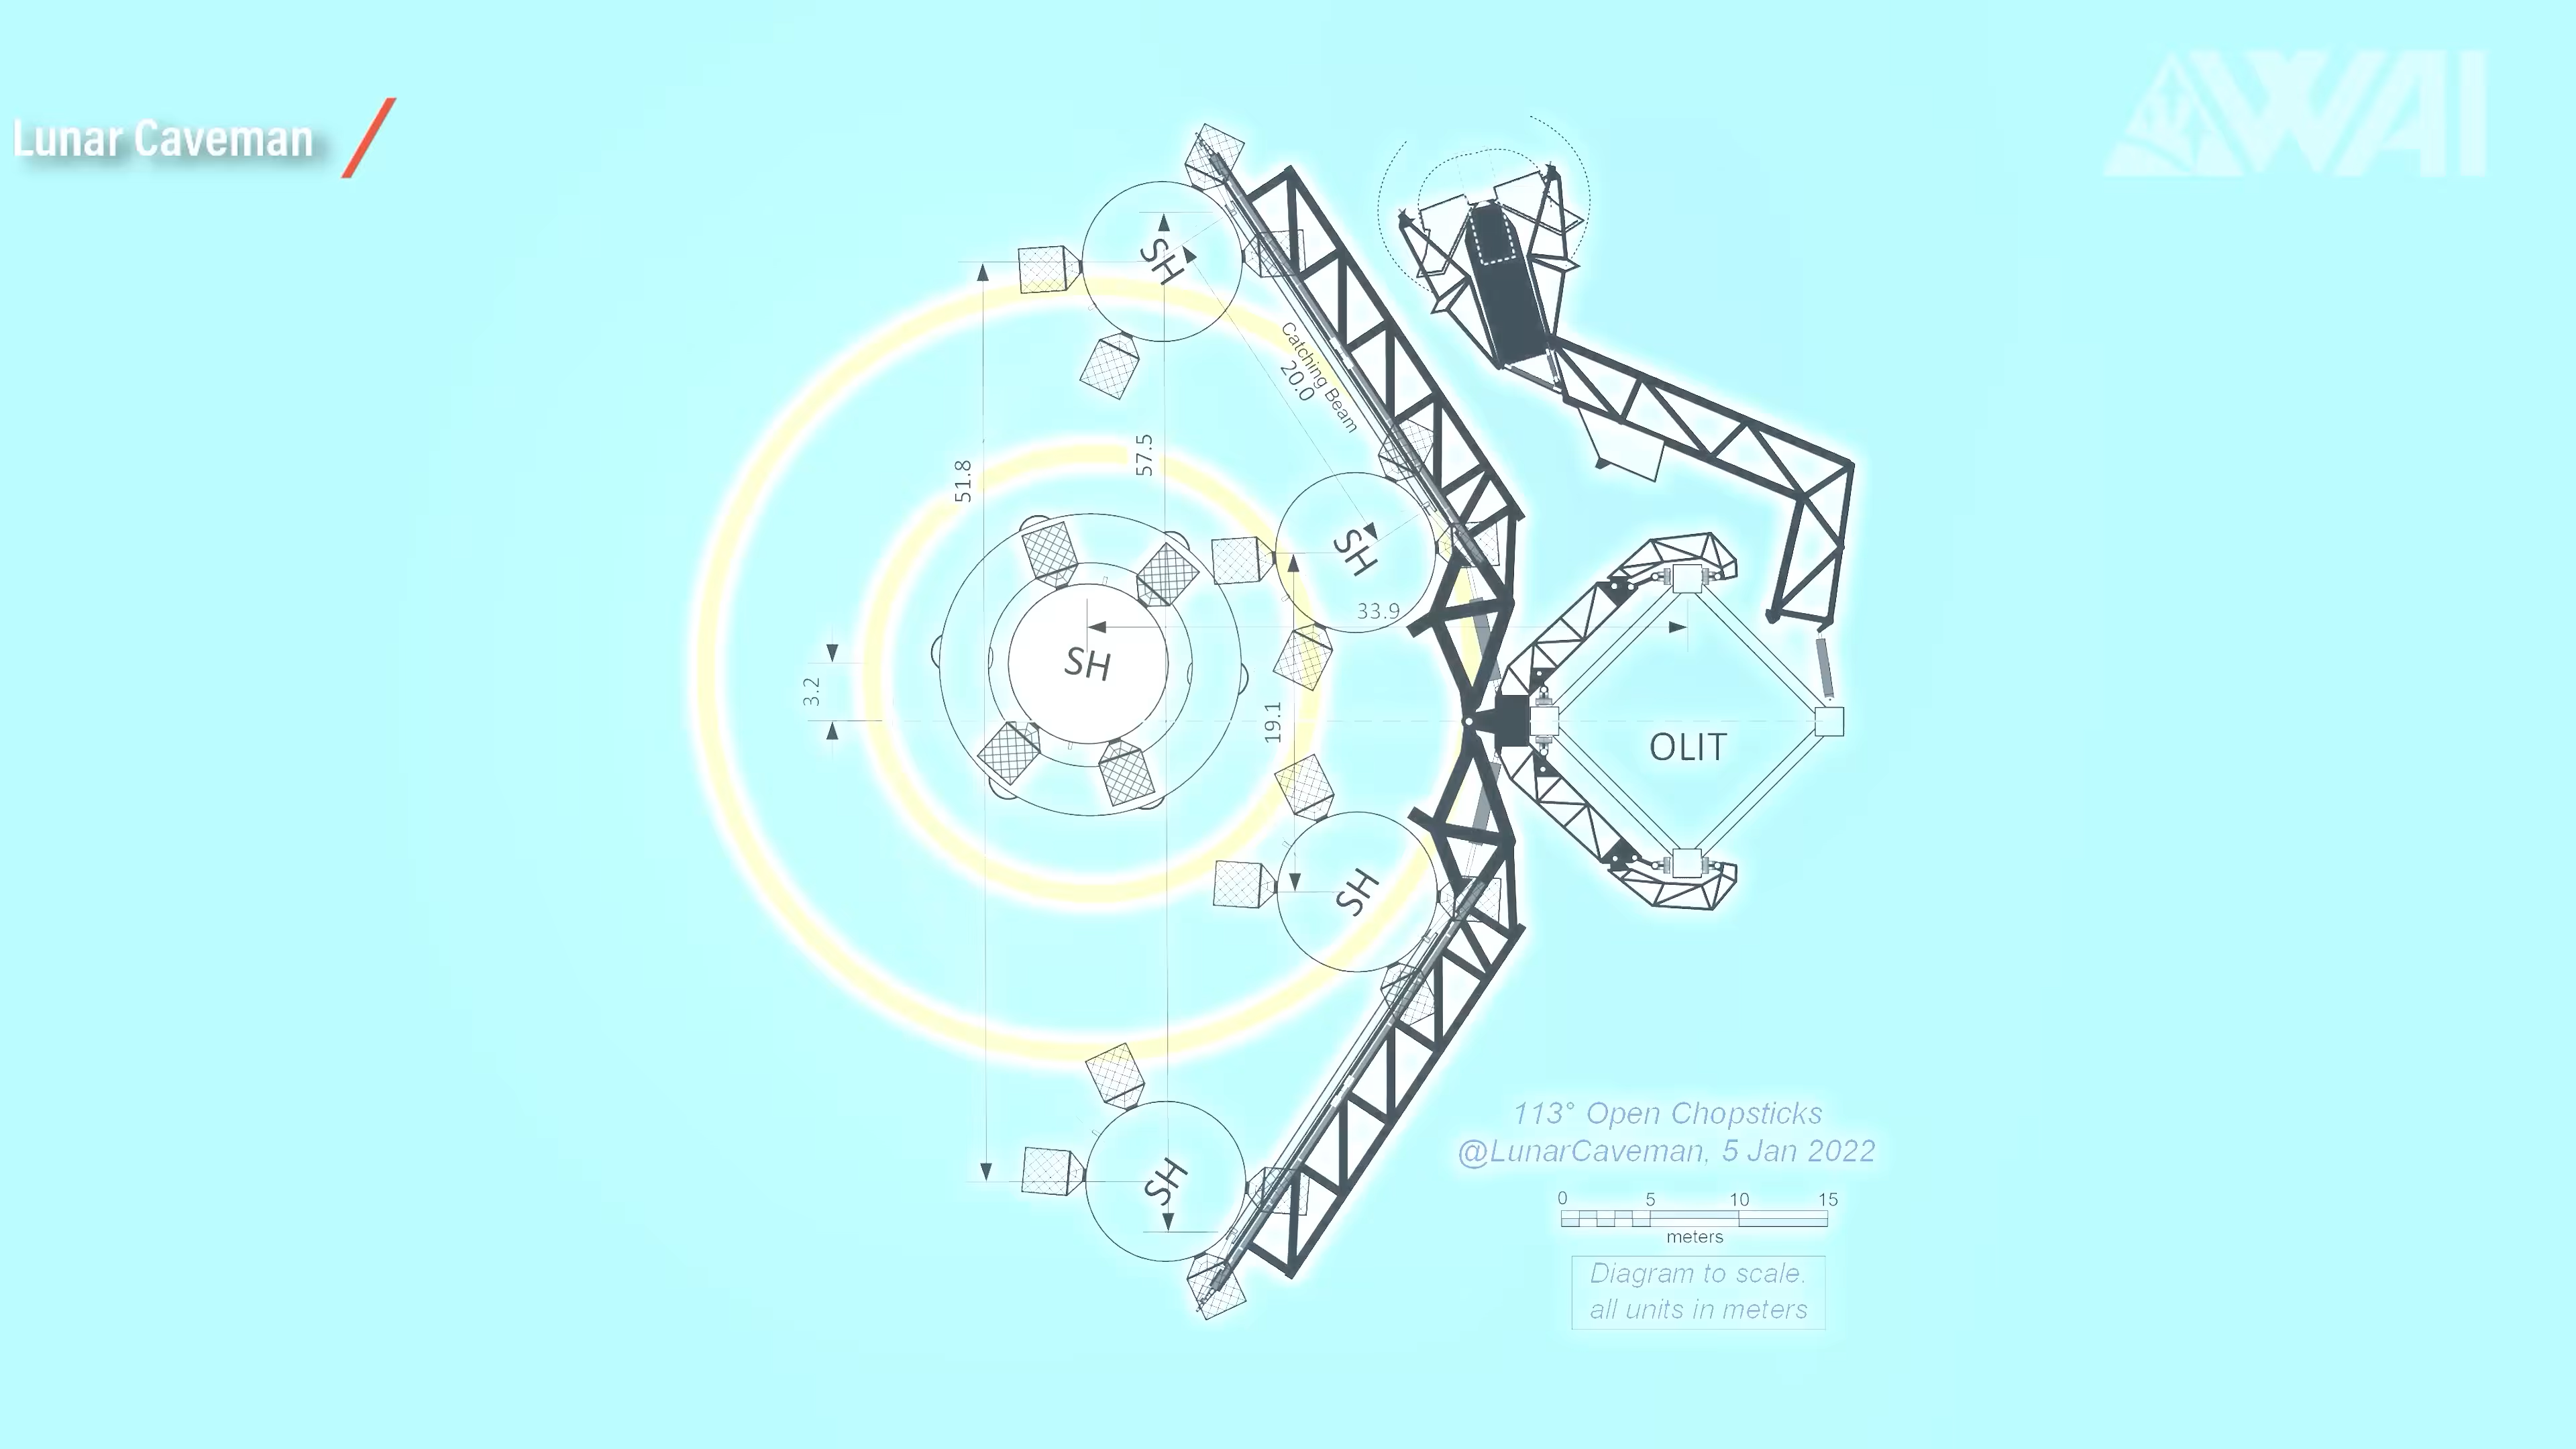 Lunar Caveman
WAI
SH
Catching Beam
20.0
57.5
51.8
SH
33.9
SH
3.2
19.1
OLIT
SH
SH
113° Open Chopsticks
@LunarCaveman, 5 Jan 2022
0 5 10 15
meters
Diagram to scale.
all units in meters